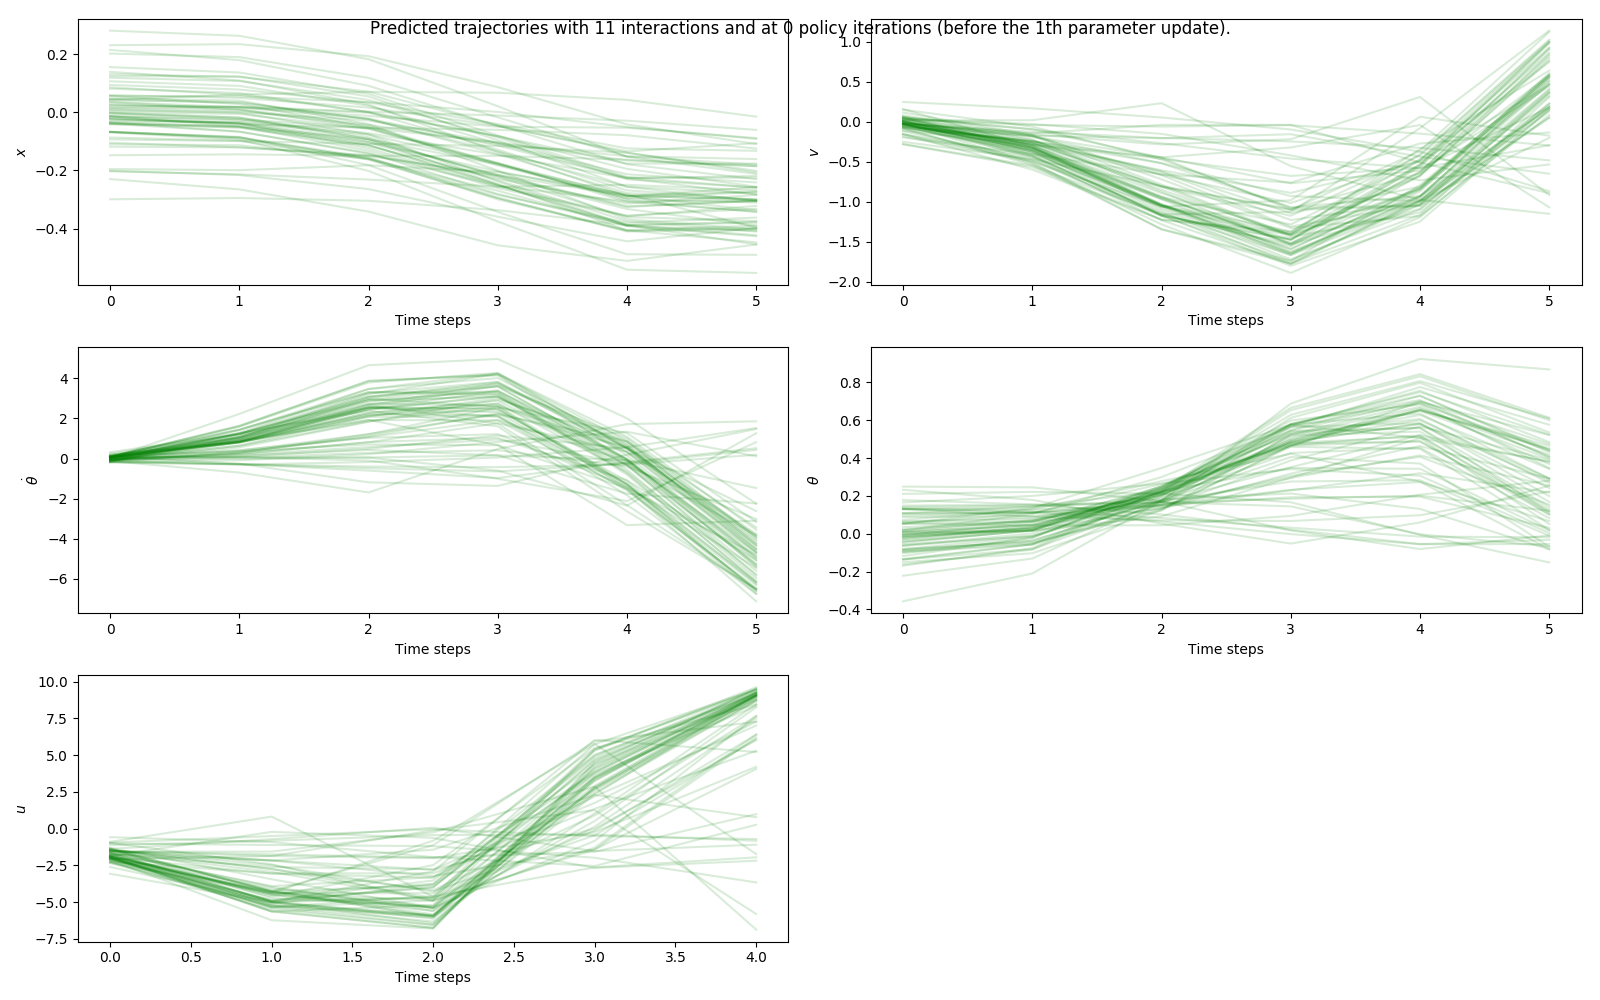 Predicted trajectories with 11 interactions and at 0 policy iterations (before the 1th parameter update).
0.2
0.0
−0.2
−0.4
x
0 1 2 3 4 5
Time steps
1.0
0.5
0.0
−0.5
−1.0
−1.5
−2.0
v
0 1 2 3 4 5
Time steps
4
2
0
−2
−4
−6
θ̇
0 1 2 3 4 5
Time steps
0.8
0.6
0.4
0.2
0.0
−0.2
−0.4
θ
0 1 2 3 4 5
Time steps
10.0
7.5
5.0
2.5
0.0
−2.5
−5.0
−7.5
u
0.0 0.5 1.0 1.5 2.0 2.5 3.0 3.5 4.0
Time steps